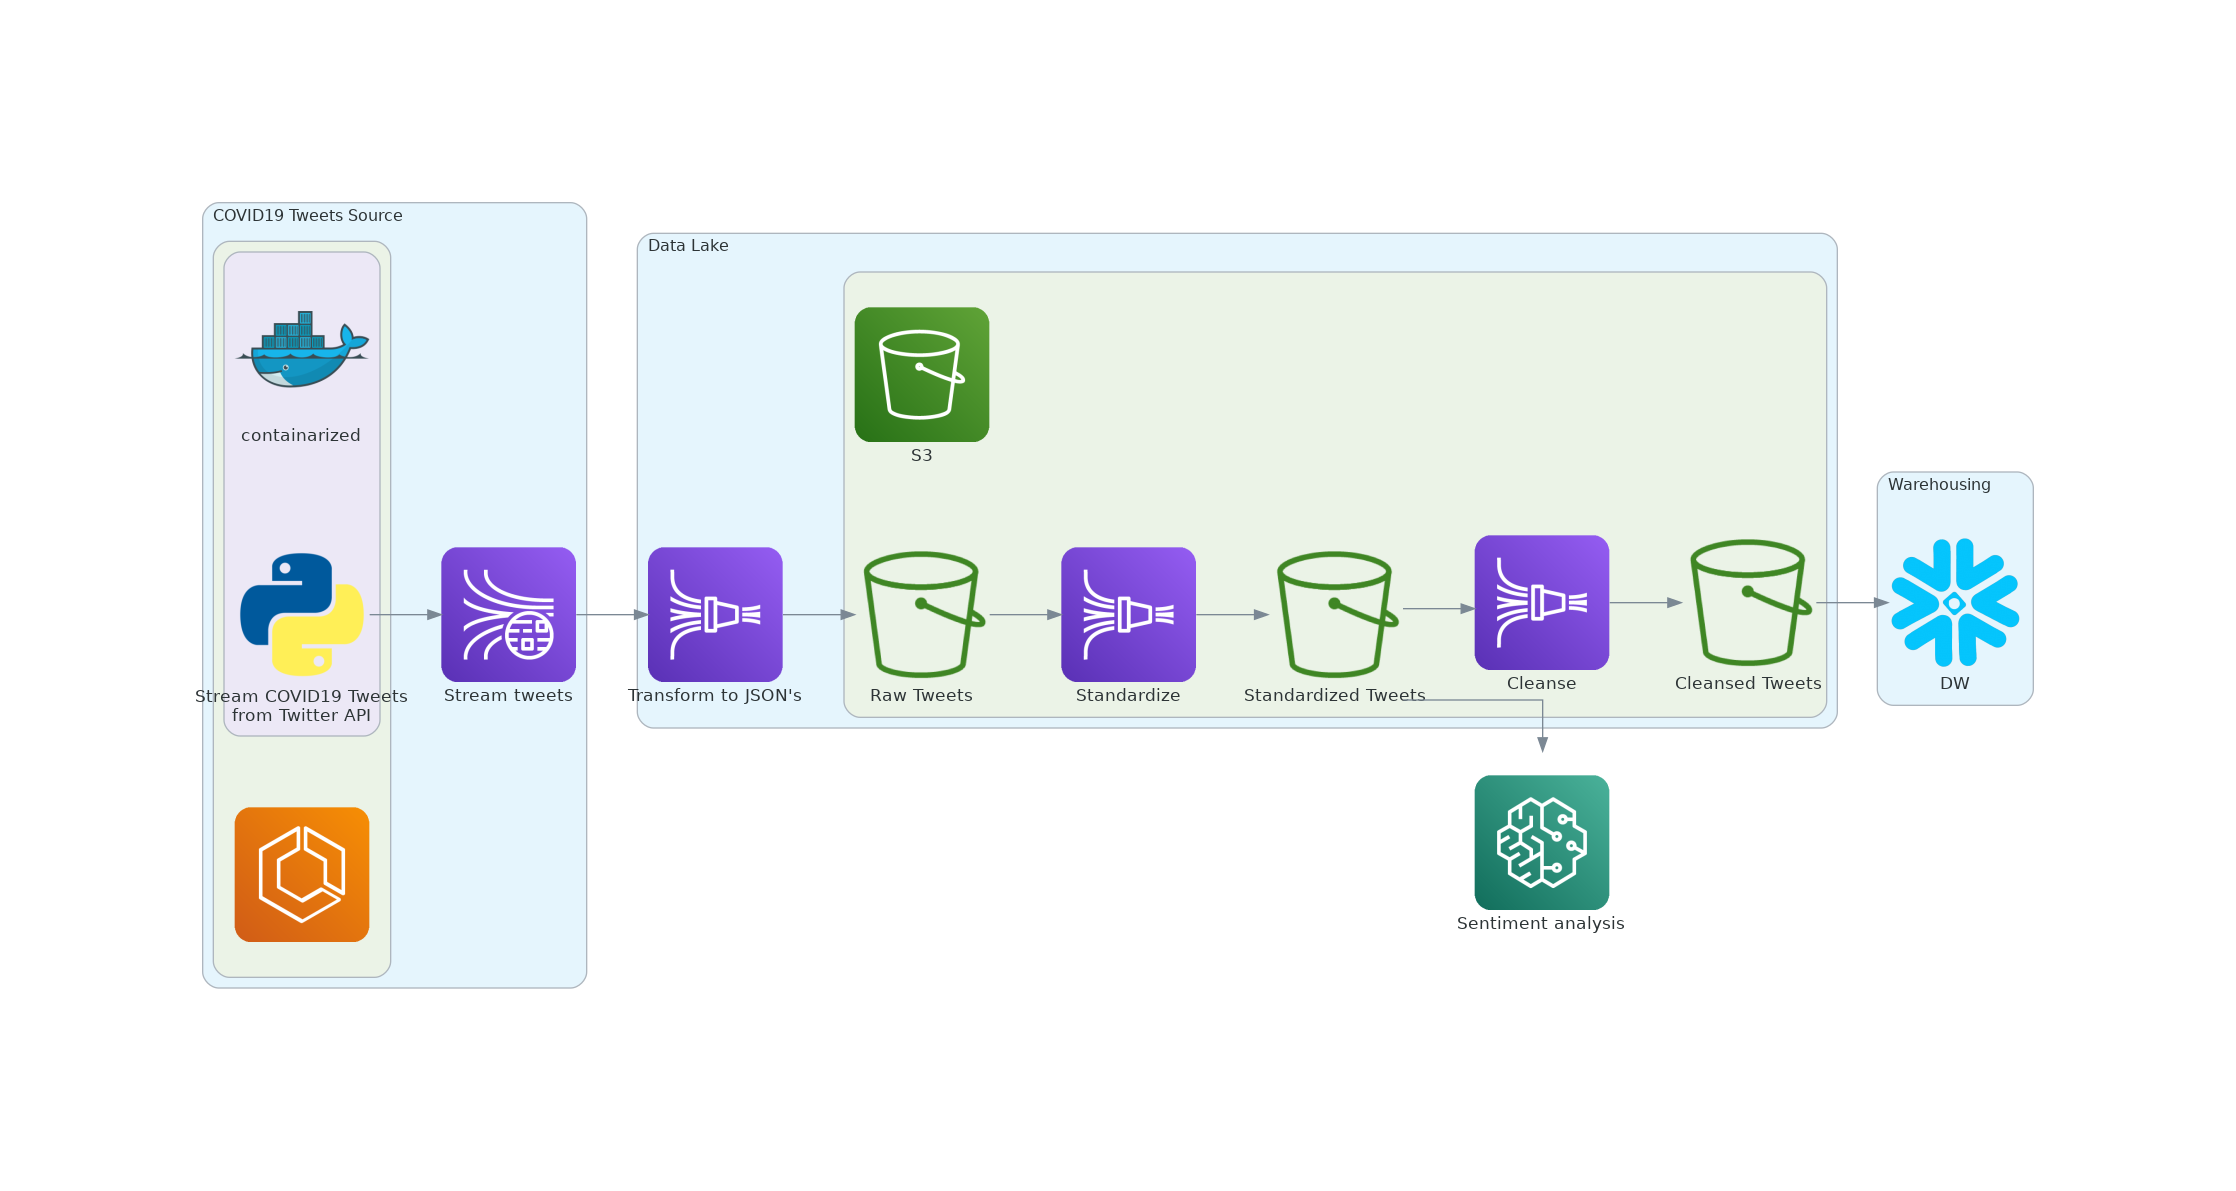 COVID19 Tweets Source
containarized
Stream COVID19 Tweets
from Twitter API
Stream tweets
Data Lake
Transform to JSON's
S3
Raw Tweets
Standardize
Standardized Tweets
Cleanse
Cleansed Tweets
Sentiment analysis
Warehousing
DW